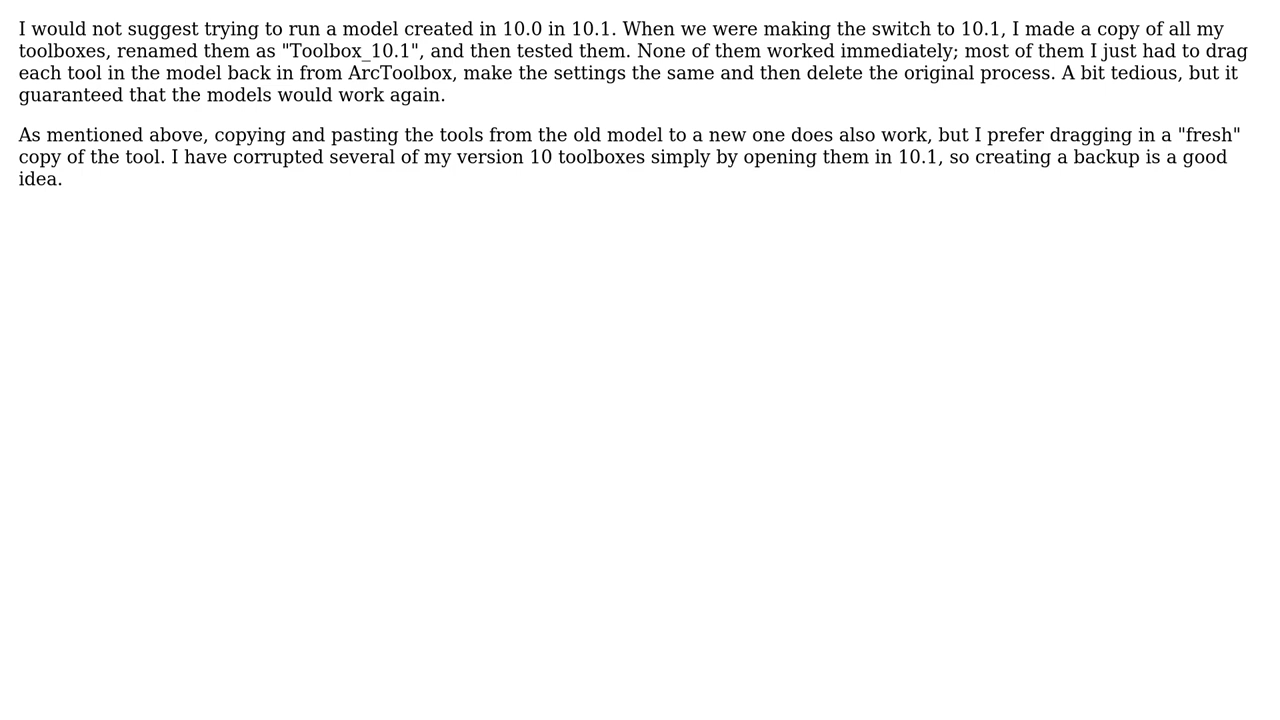 I would not suggest trying to run a model created in 10.0 in 10.1. When we were making the switch to 10.1, I made a copy of all my
toolboxes, renamed them as "Toolbox_10.1", and then tested them. None of them worked immediately; most of them I just had to drag
each tool in the model back in from ArcToolbox, make the settings the same and then delete the original process. A bit tedious, but it
guaranteed that the models would work again.
As mentioned above, copying and pasting the tools from the old model to a new one does also work, but I prefer dragging in a "fresh"
copy of the tool. I have corrupted several of my version 10 toolboxes simply by opening them in 10.1, so creating a backup is a good
idea.